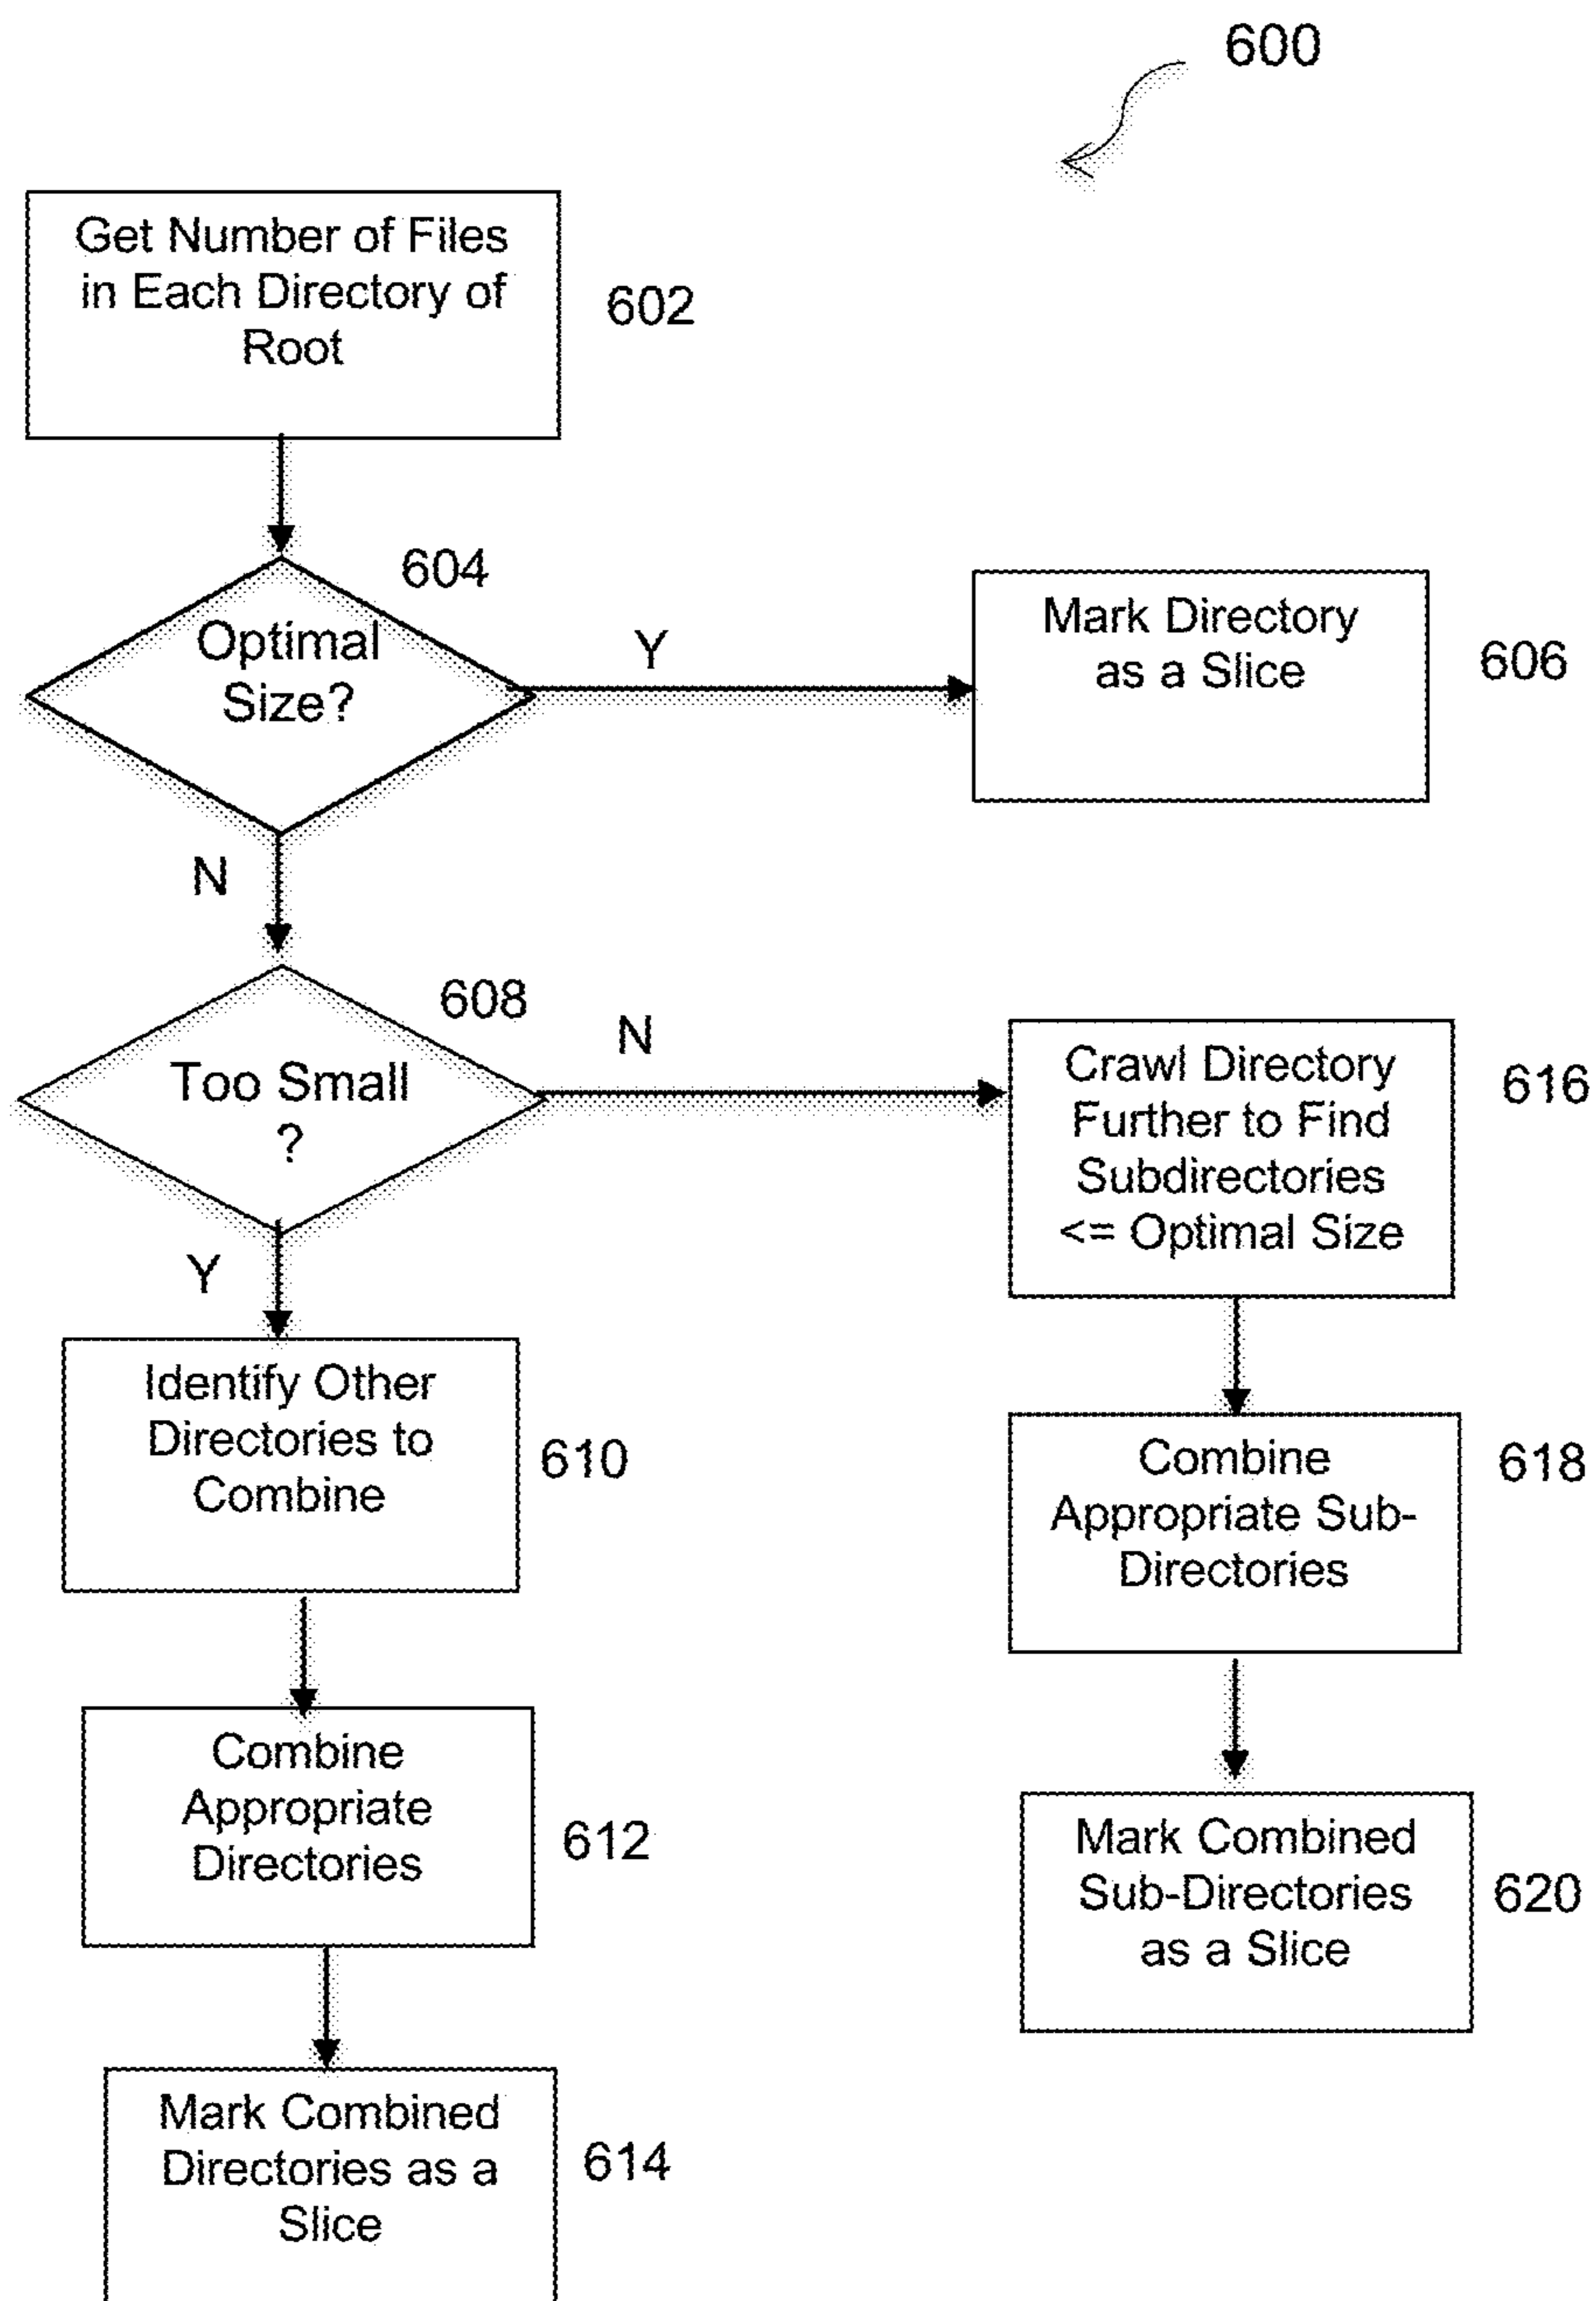 600
Get Number of Files
in Each Directory of
Root
602
604
Optimal
Size?
Y
Mark Directory
as a Slice
606
N
608
Too Small
?
N
Crawl Directory
Further to Find
Subdirectories
<= Optimal Size
616
Y
Identify Other
Directories to
Combine
610
Combine
Appropriate Sub-
Directories
618
Combine
Appropriate
Directories
612
Mark Combined
Sub-Directories
as a Slice
620
Mark Combined
Directories as a
Slice
614